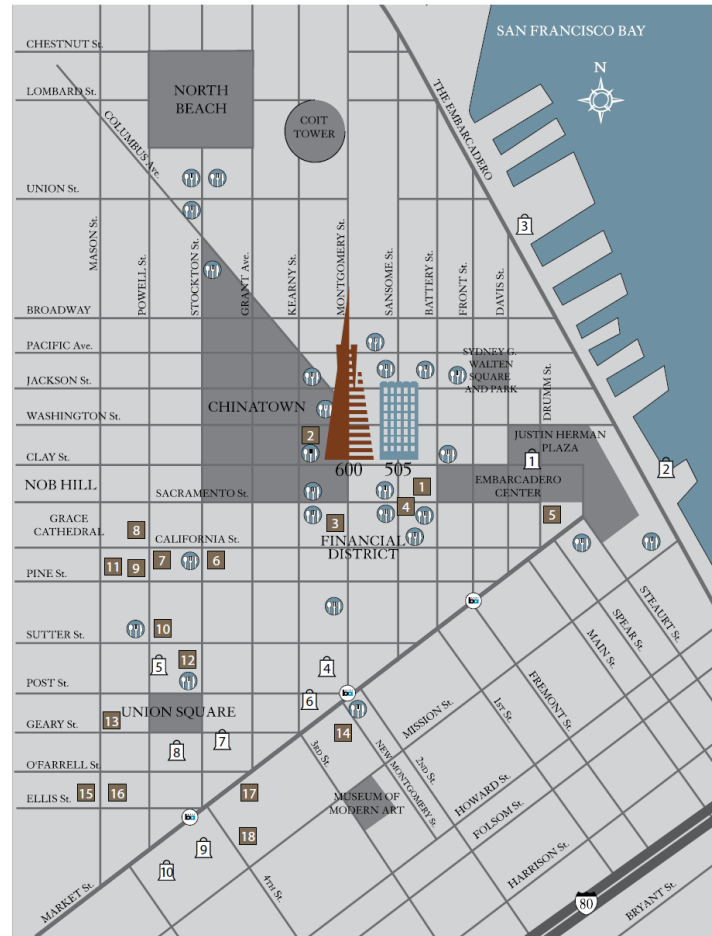 SAN FRANCISCO BAY
N
CHESTNUT St.
LOMBARD St.
NORTH
BEACH
COIT
TOWER
COLUMBUS Ave.
THE EMBARCADERO
UNION St.
3
MASON St.
POWELL St.
STOCKTON St.
GRANT Ave.
KEARNY St.
MONTGOMERY St.
SANSOME St.
BATTERY St.
FRONT St.
DAVIS St.
BROADWAY
PACIFIC Ave.
SYDNEY G.
WALTEN
SQUARE
AND PARK
JACKSON St.
DRUMM St.
CHINATOWN
WASHINGTON St.
2
JUSTIN HERMAN
PLAZA
CLAY St.
1
2
600
505
NOB HILL
SACRAMENTO St.
1
EMBARCADERO
CENTER
GRACE
CATHEDRAL
8
3
4
5
CALIFORNIA St.
FINANCIAL
DISTRICT
11
9
7
6
PINE St.
STEAURT St.
SPEAR St.
MAIN St.
SUTTER St.
10
12
5
4
POST St.
6
FREMONT St.
1ST St.
MISSION St.
13
UNION SQUARE
GEARY St.
14
8
7
3RD St.
NEW MONTGOMERY St.
2ND St.
O'FARRELL St.
HOWARD St.
FOLSOM St.
ELLIS St.
15
16
17
MUSEUM OF
MODERN ART
18
9
10
HARRISON St.
4TH St.
MARKET St.
80
BRYANT St.